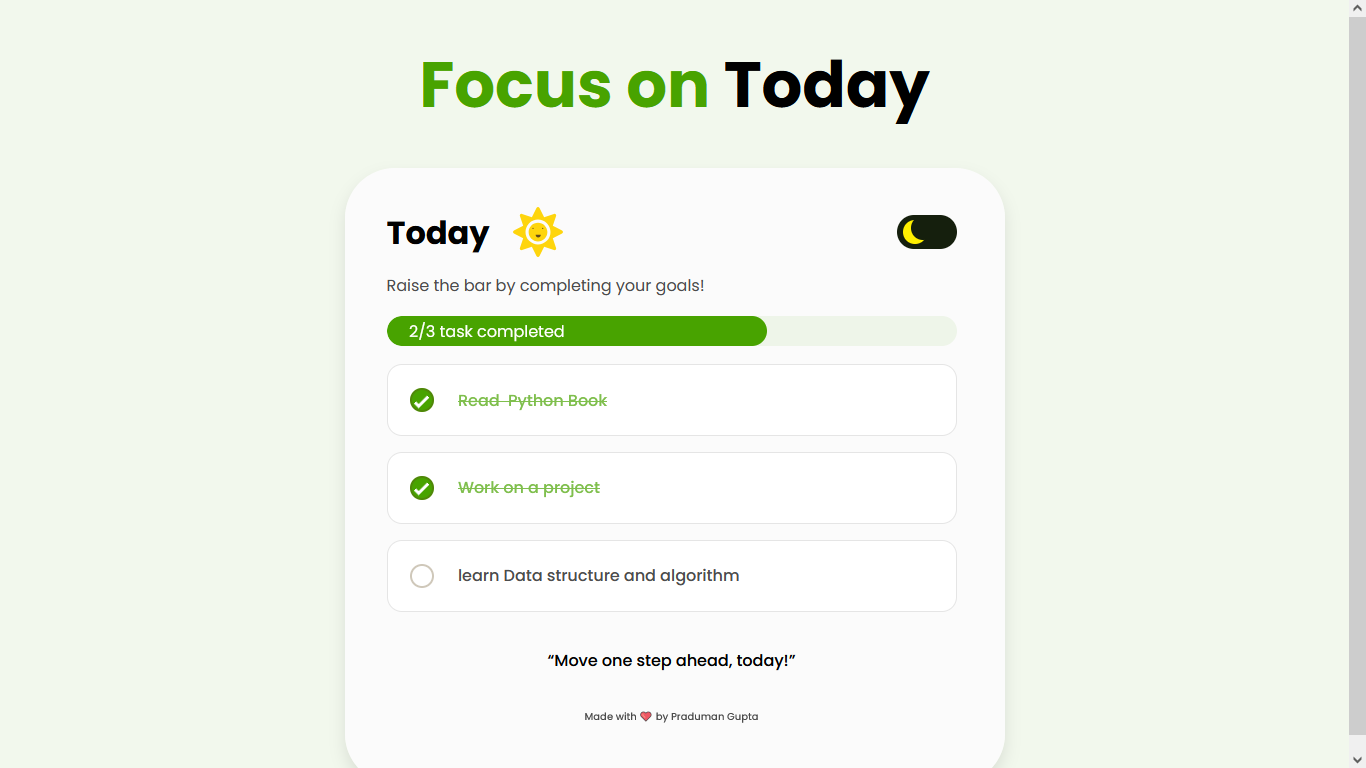 Focus on Today
Today
Raise the bar by completing your goals!
2/3 task completed
Read  Python Book
Work on a project
learn Data structure and algorithm
“Move one step ahead, today!”
Made with ❤️ by Praduman Gupta